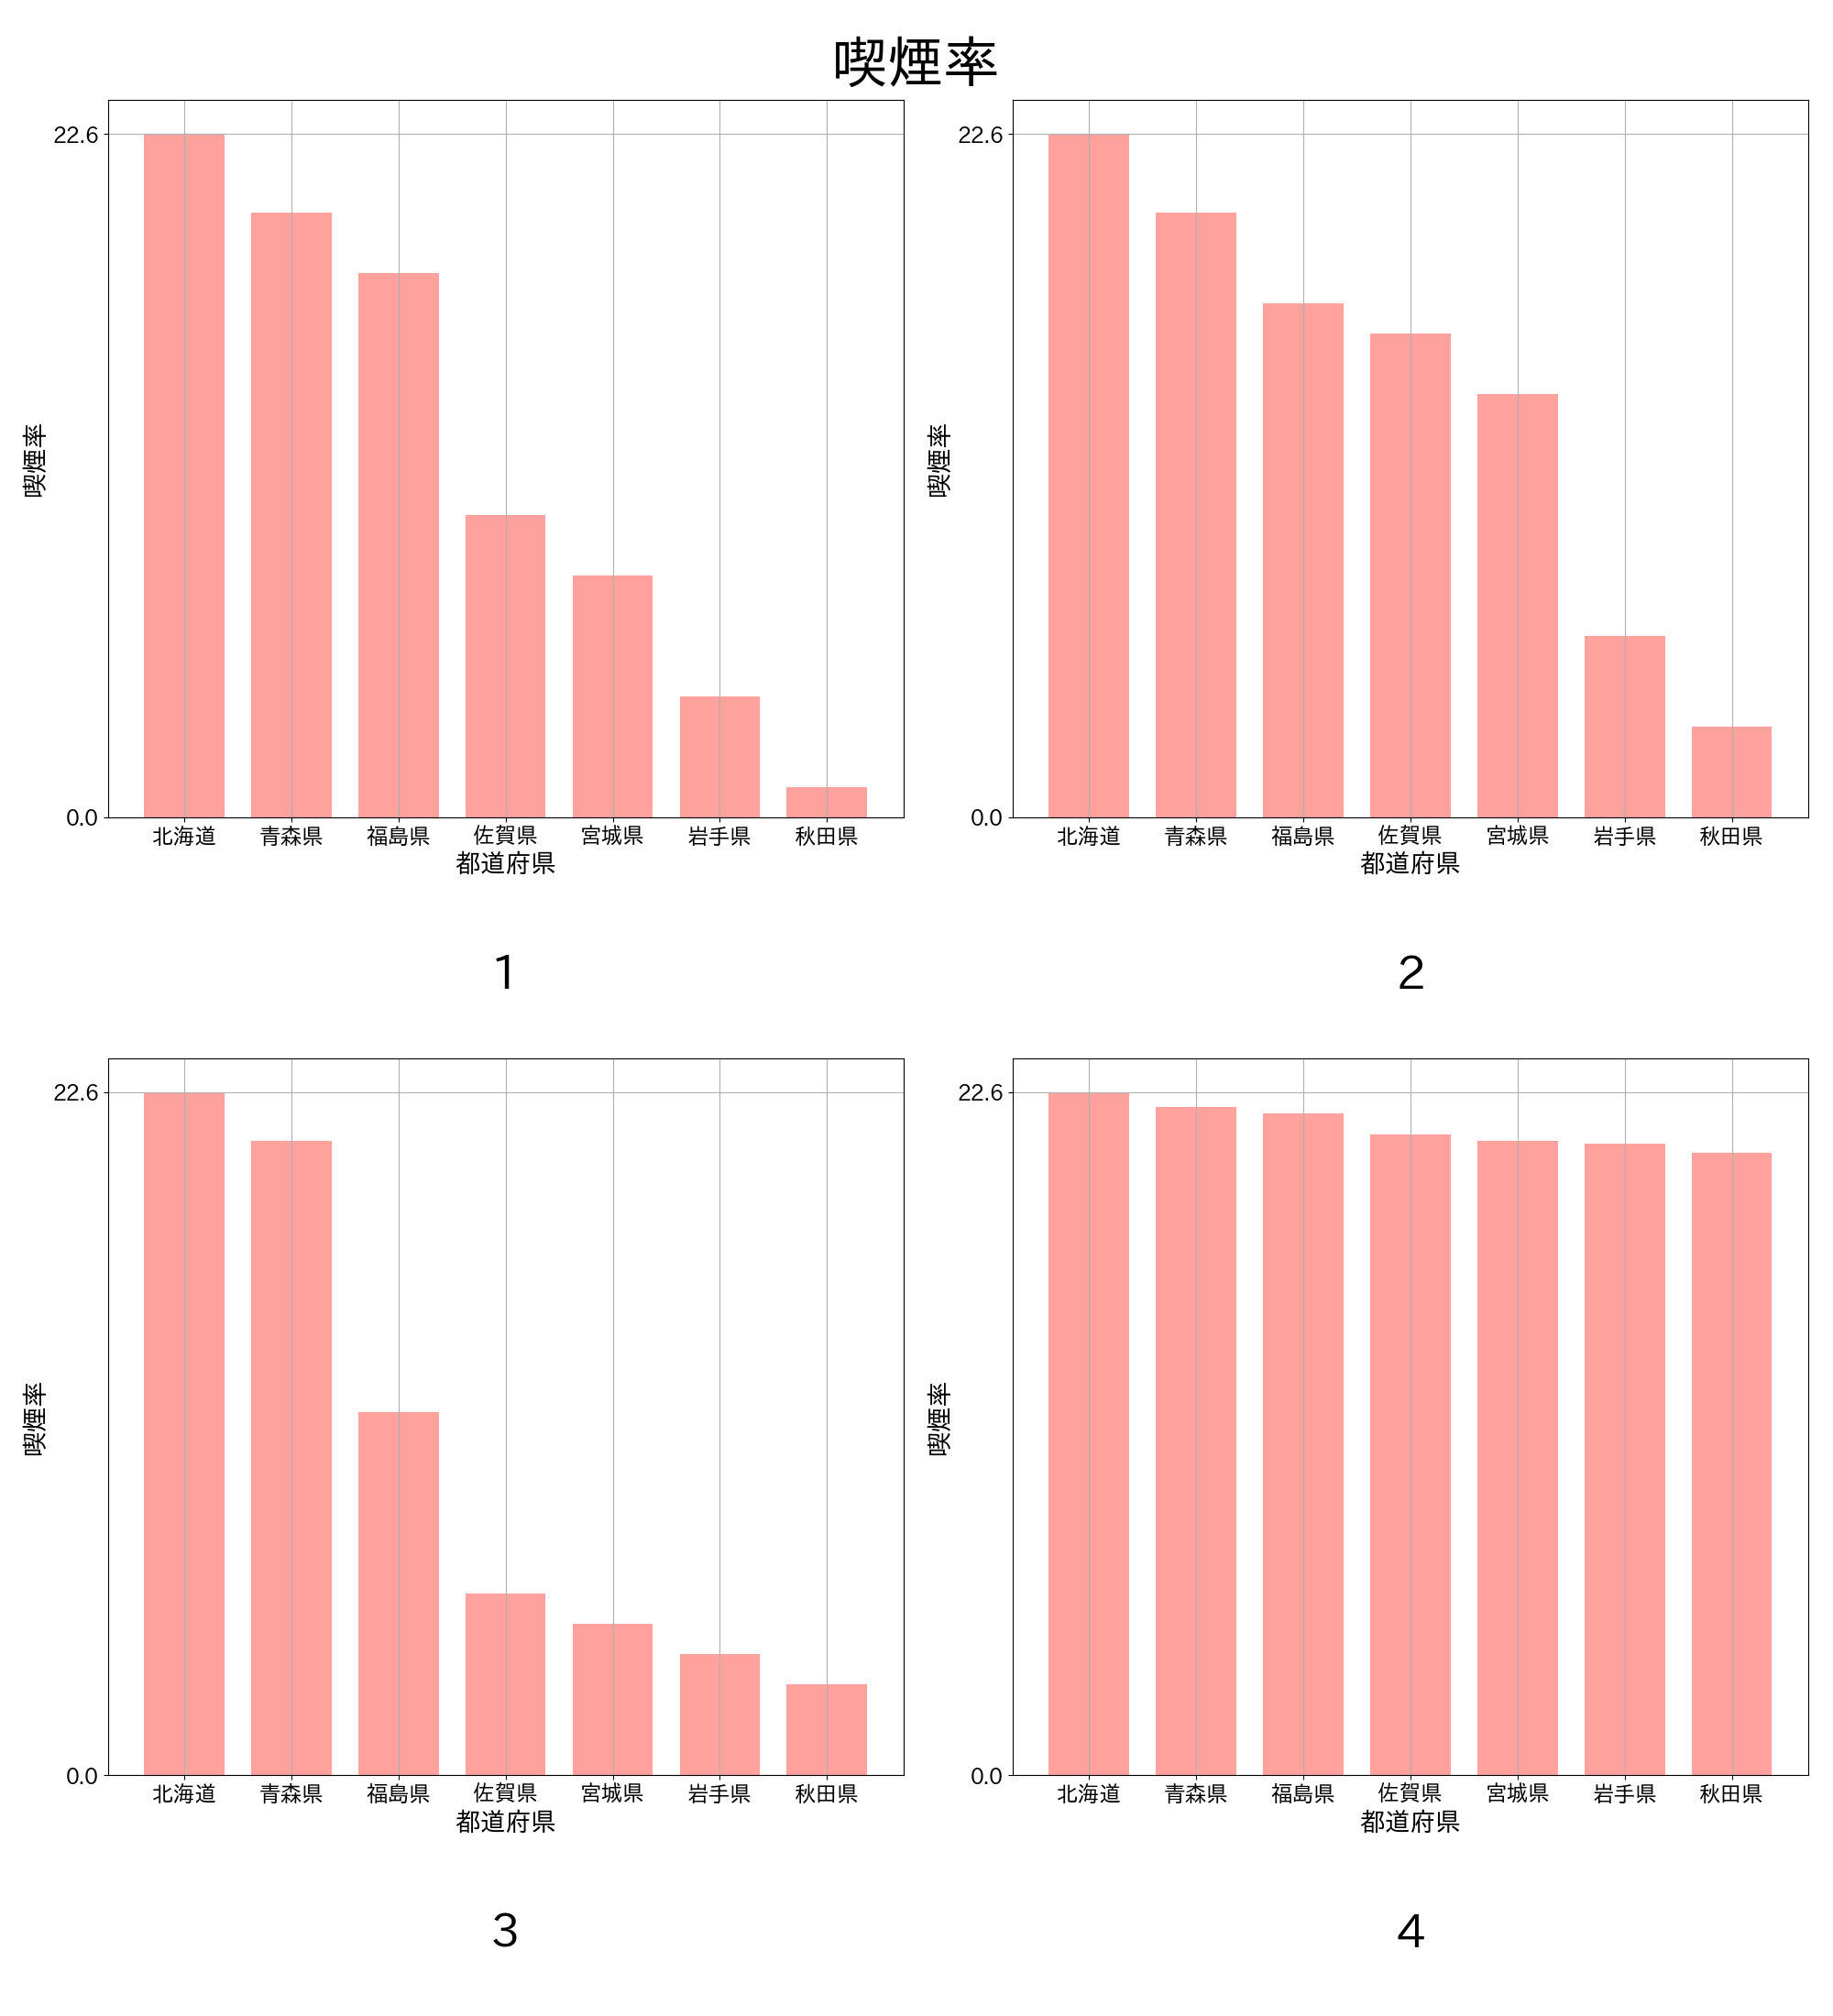 喫煙率
22.6
0.0
喫煙率
北海道 青森県 福島県 佐賀県 宮城県 岩手県 秋田県
都道府県
1
22.6
0.0
喫煙率
北海道 青森県 福島県 佐賀県 宮城県 岩手県 秋田県
都道府県
2
22.6
0.0
喫煙率
北海道 青森県 福島県 佐賀県 宮城県 岩手県 秋田県
都道府県
3
22.6
0.0
喫煙率
北海道 青森県 福島県 佐賀県 宮城県 岩手県 秋田県
都道府県
4